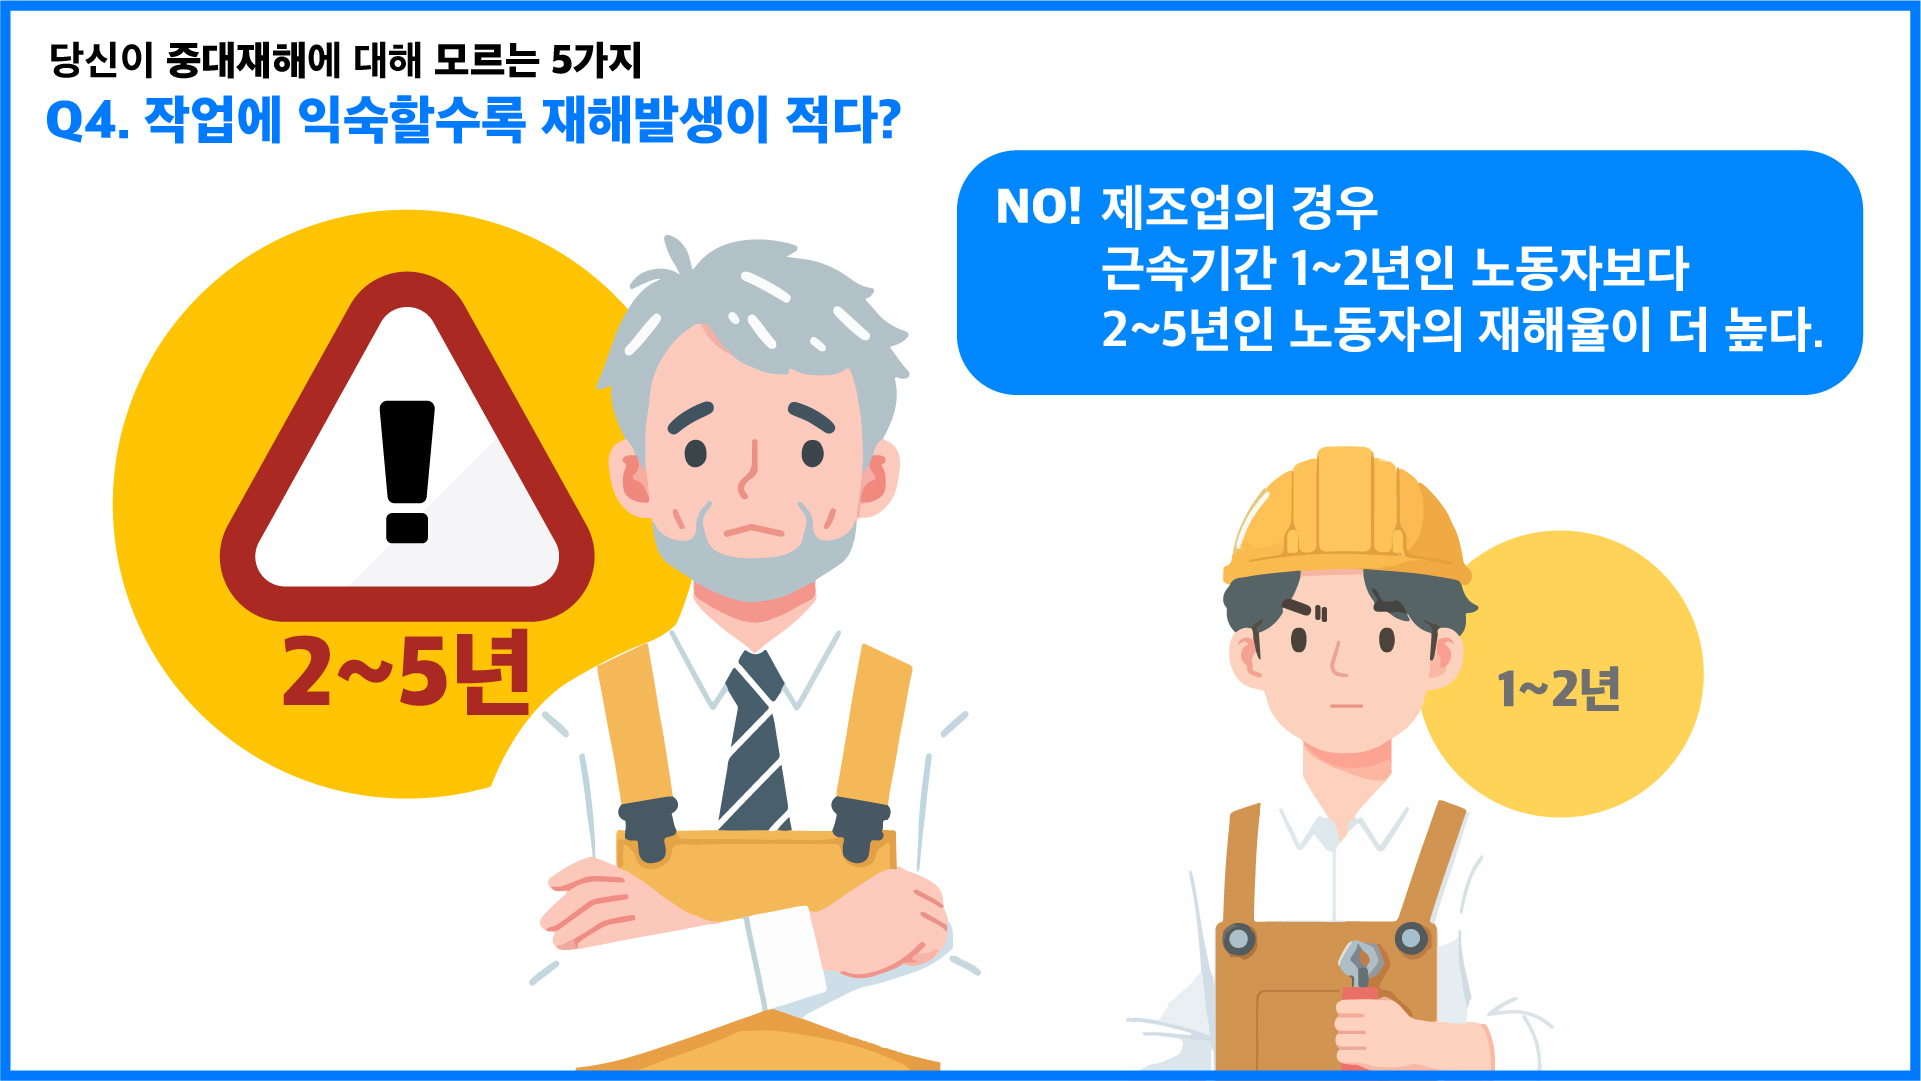 당신이 중대재해에 대해 모르는 5가지
Q4. 작업에 익숙할수록 재해발생이 적다?
NO! 제조업의 경우
근속기간 1~2년인 노동자보다
2~5년인 노동자의 재해율이 더 높다.
2~5년
1~2년